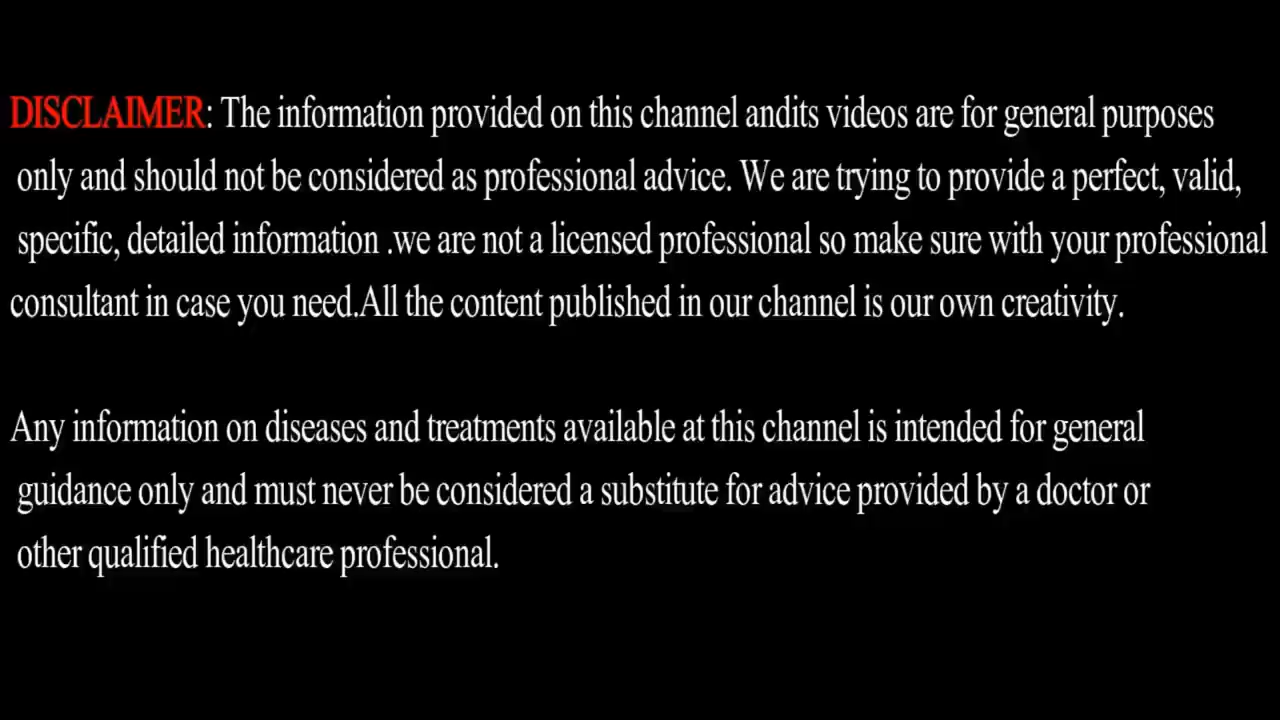 DISCLAIMER: The information provided on this channel andits videos are for general purposes
only and should not be considered as professional advice. We are trying to provide a perfect, valid,
specific, detailed information .we are not a licensed professional so make sure with your professional
consultant in case you need.All the content published in our channel is our own creativity.
Any information on diseases and treatments available at this channel is intended for general
guidance only and must never be considered a substitute for advice provided by a doctor or
other qualified healthcare professional.